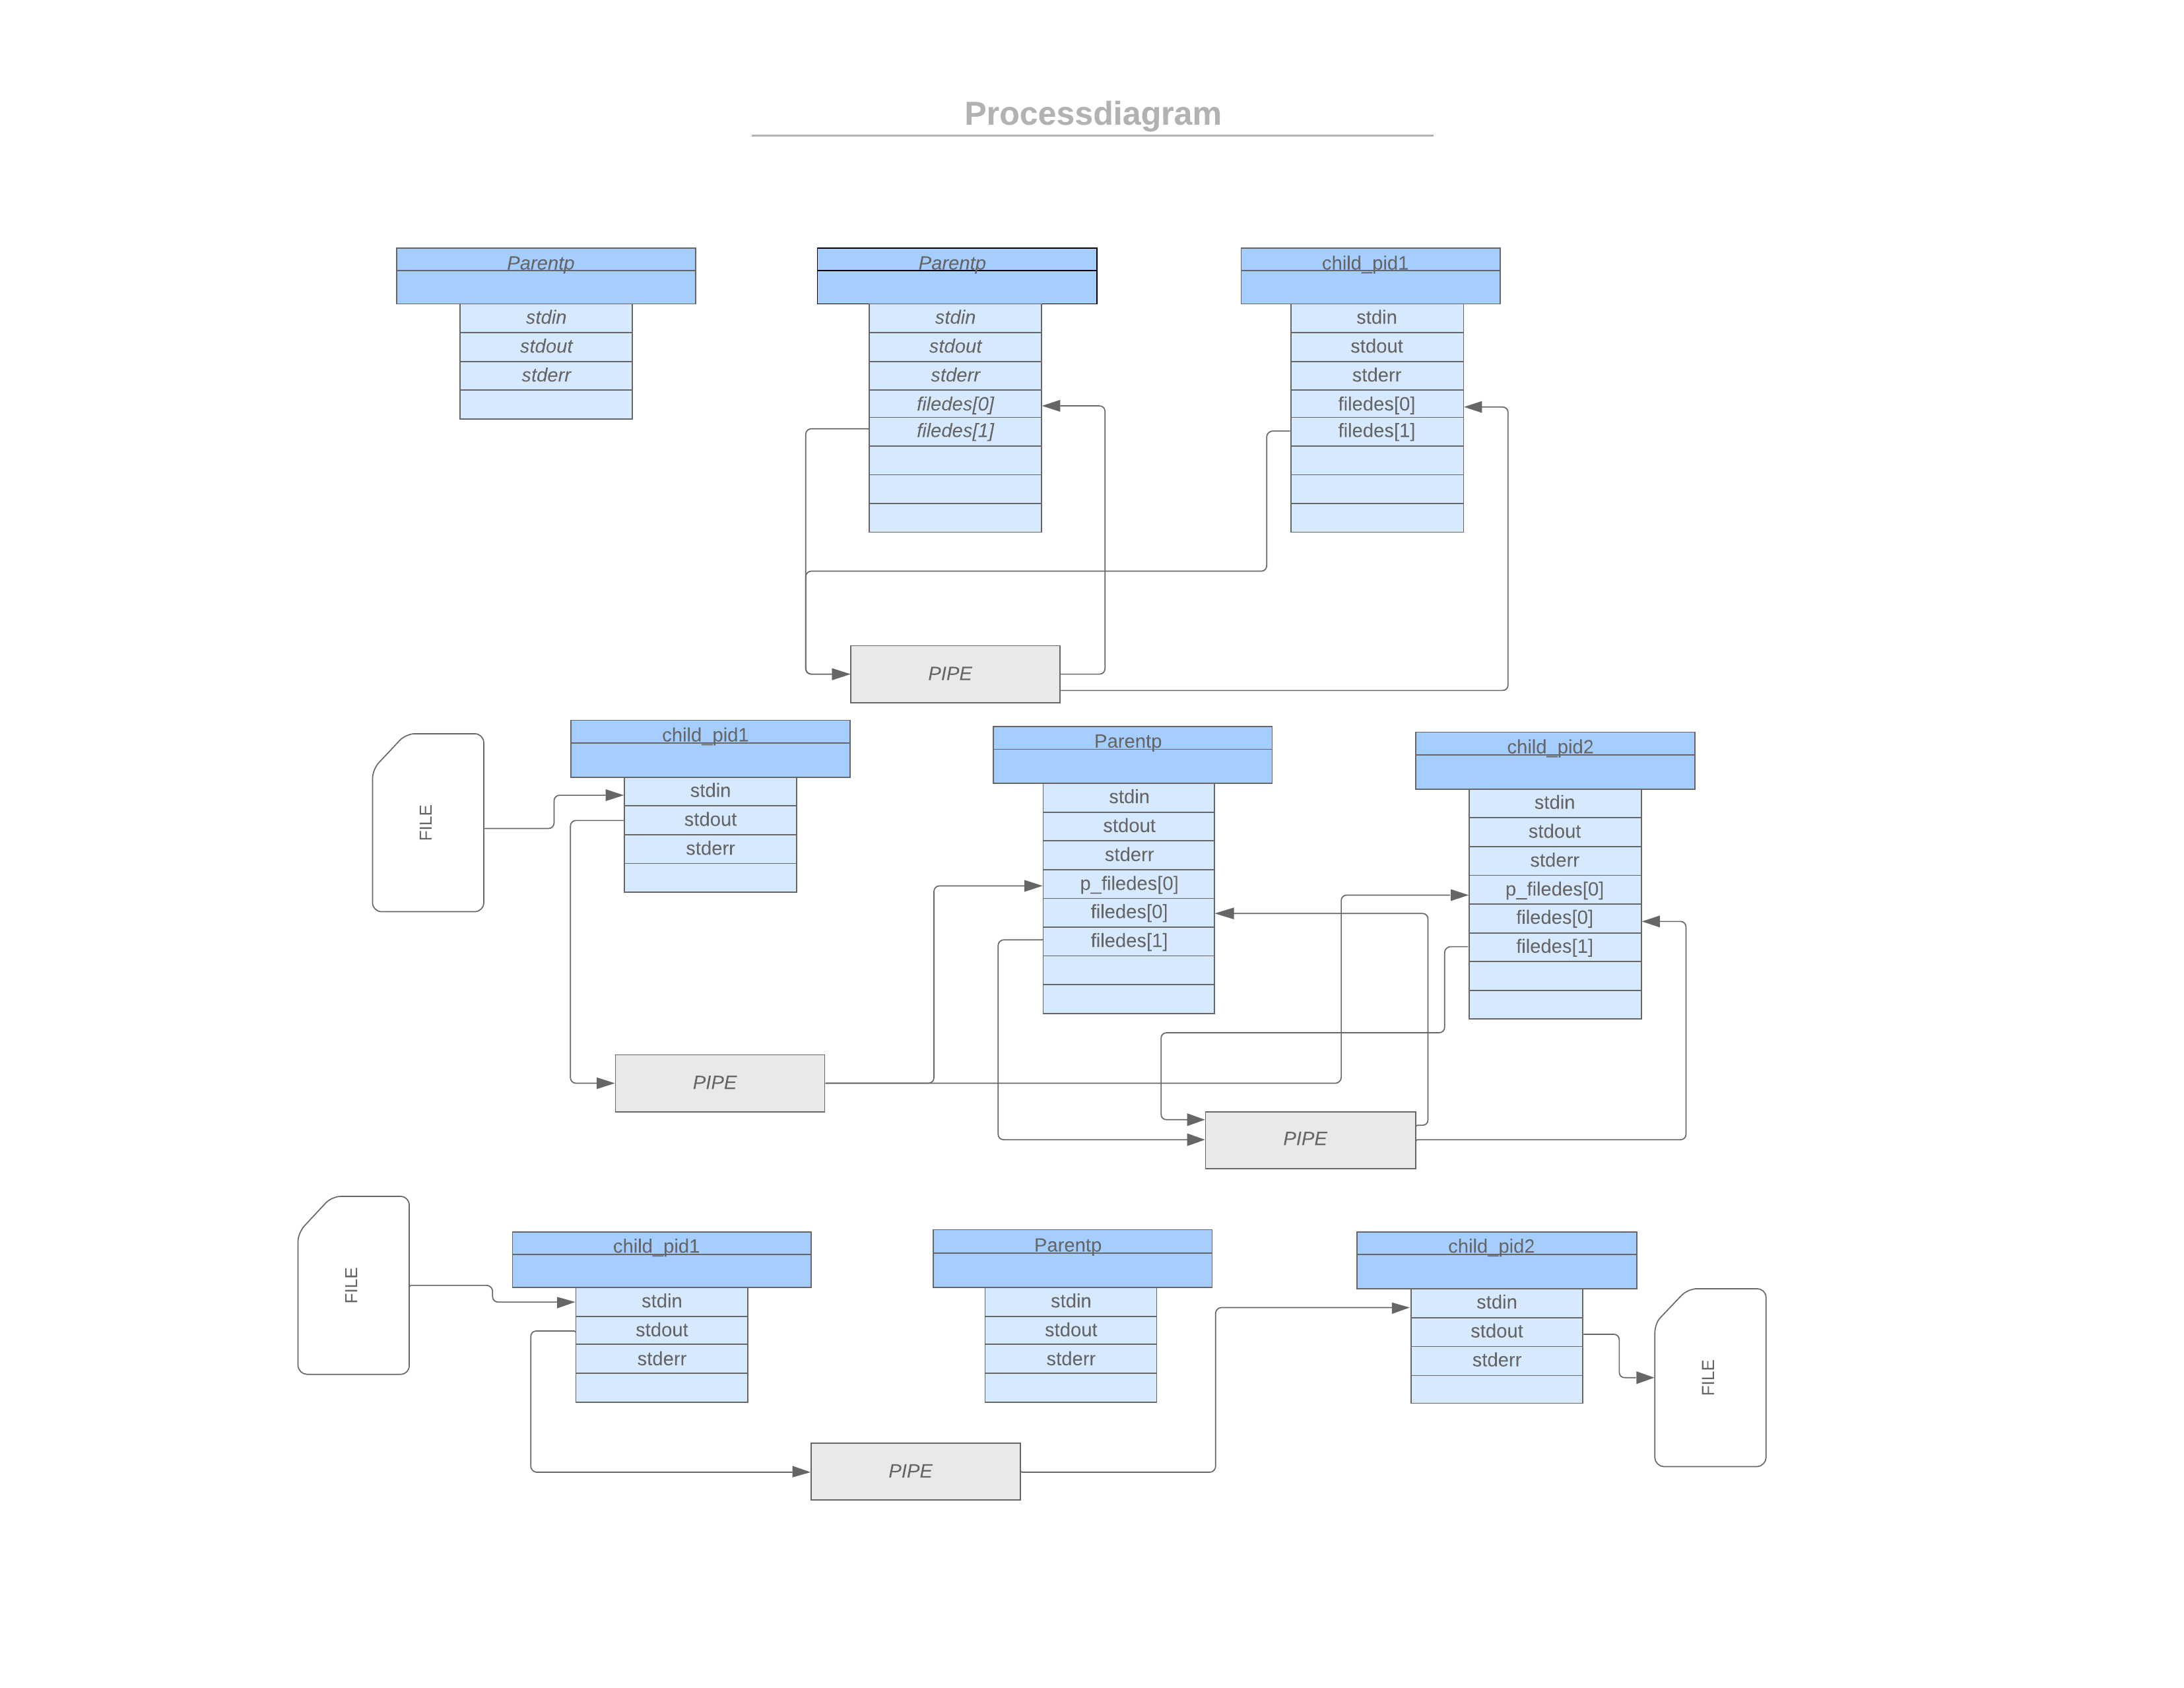 Processdiagram
Parentp
stdin
stdout
stderr
Parentp
stdin
stdout
stderr
filedes[0]
filedes[1]
child_pid1
stdin
stdout
stderr
filedes[0]
filedes[1]
PIPE
FILE
child_pid1
stdin
stdout
stderr
Parentp
stdin
stdout
stderr
p_filedes[0]
filedes[0]
filedes[1]
child_pid2
stdin
stdout
stderr
p_filedes[0]
filedes[0]
filedes[1]
PIPE
PIPE
FILE
child_pid1
stdin
stdout
stderr
Parentp
stdin
stdout
stderr
child_pid2
stdin
stdout
stderr
FILE
PIPE